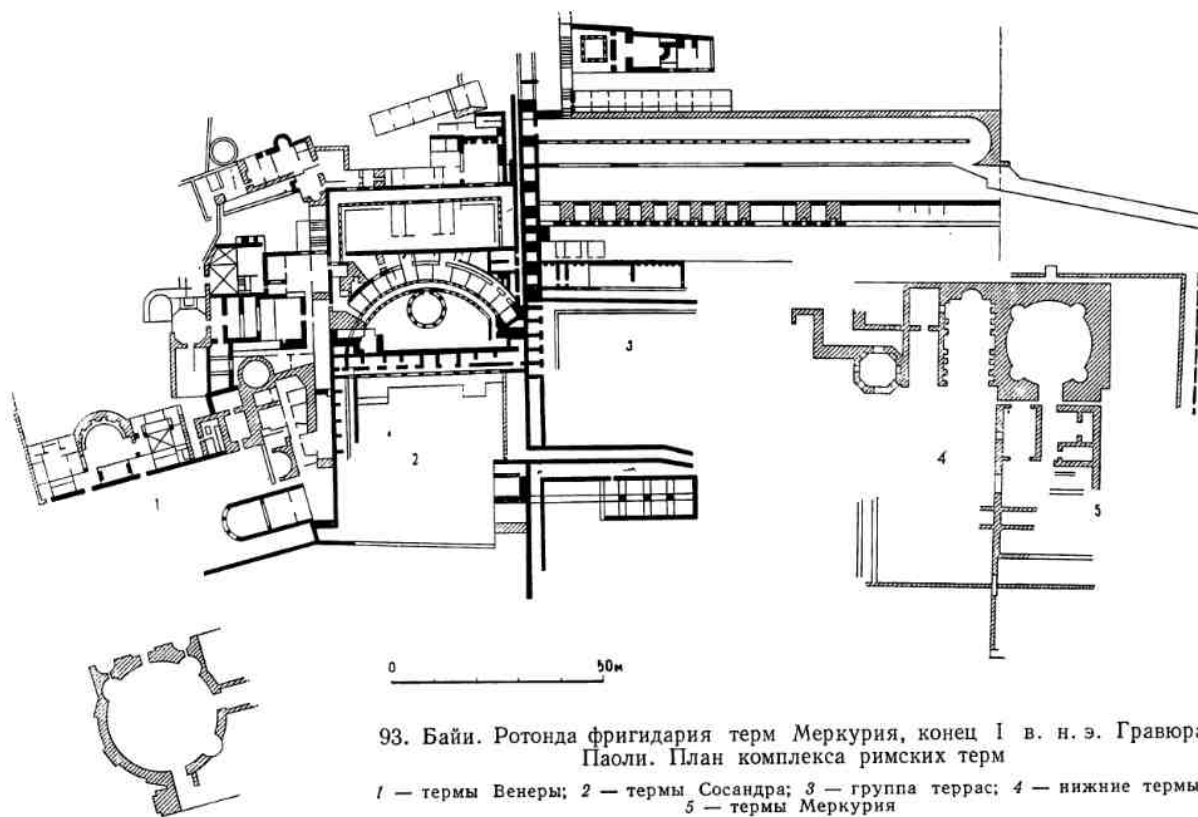 3
4
2
5
1
0 50м
93. Байи. Ротонда фригидария терм Меркурия, конец I в. н. э. Гравюра
Паоли. План комплекса римских терм
1 — термы Венеры; 2 — термы Сосандра; 3 — группа террас; 4 — нижние термы
5 — термы Меркурия